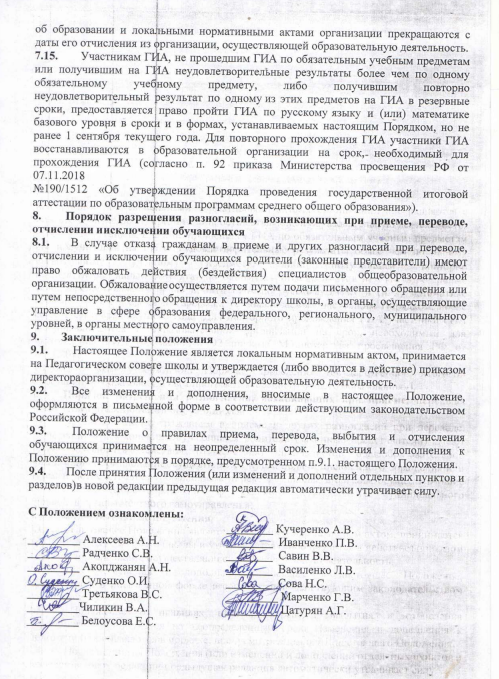 об образовании и локальными нормативными актами организации прекращаются с
даты его отчисления из организации, осуществляющей образовательную деятельность.
7.15. Участникам ГИА, не прошедшим ГИА по обязательным учебным предметам
или получившим на ГИА неудовлетворительные результаты более чем по одному
обязательному учебному предмету, либо получившим повторно
неудовлетворительный результат по одному из этих предметов на ГИА в резервные
сроки, предоставляется право пройти ГИА по русскому языку и (или) математике
базового уровня в сроки и в формах, устанавливаемых настоящим Порядком, но не
ранее 1 сентября текущего года. Для повторного прохождения ГИА участники ГИА
восстанавливаются в образовательной организации на срок, необходимый для
прохождения ГИА (согласно п. 92 приказа Министерства просвещения РФ от
07.11.2018
№190/1512 «Об утверждении Порядка проведения государственной итоговой
аттестации по образовательным программам среднего общего образования»).
8. Порядок разрешения разногласий, возникающих при приеме, переводе,
отчислении иисключении обучающихся
8.1. В случае отказа гражданам в приеме и других разногласий при переводе,
отчислении и исключении обучающихся родители (законные представители) имеют
право обжаловать действия (бездействия) специалистов общеобразовательной
организации. Обжалованиеосуществляется путем подачи письменного обращения или
путем непосредственного обращения к директору школы, в органы, осуществляющие
управление в сфере образования федерального, регионального, муниципального
уровней, в органы местного самоуправления.
9. Заключительные положения
9.1. Настоящее Положение является локальным нормативным актом, принимается
на Педагогическом совете школы и утверждается (либо вводится в действие) приказом
директораорганизации, осуществляющей образовательную деятельность.
9.2. Все изменения и дополнения, вносимые в настоящее Положение,
оформляются в письменной форме в соответствии действующим законодательством
Российской Федерации.
9.3. Положение о правилах приема, перевода, выбытия и отчисления
обучающихся принимается на неопределенный срок. Изменения и дополнения к
Положению принимаются в порядке, предусмотренном п.9.1. настоящего Положения.
9.4. После принятия Положения (или изменений и дополнений отдельных пунктов и
разделов)в новой редакции предыдущая редакция автоматически утрачивает силу.
С Положением ознакомлены:
Алексеева А.Н.
Радченко С.В.
Акопджанян А.Н.
Суденко О.И.
Третьякова В.С.
Чиликин В.А.
Белоусова Е.С.
Кучеренко А.В.
Иванченко П.В.
Савин В.В.
Василенко Л.В.
Сова Н.С.
Марченко Г.В.
Цатурян А.Г.